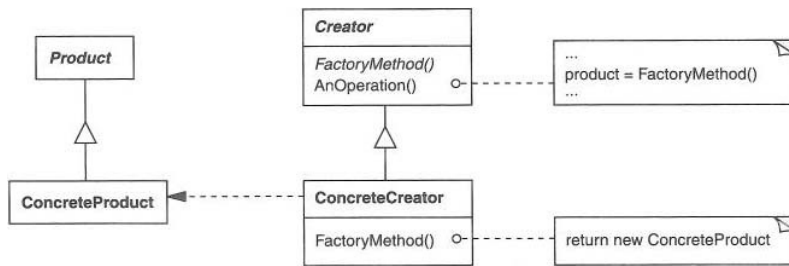 Product
Creator
FactoryMethod()
AnOperation()
...
product = FactoryMethod()
...
ConcreteProduct
ConcreteCreator
FactoryMethod()
return new ConcreteProduct